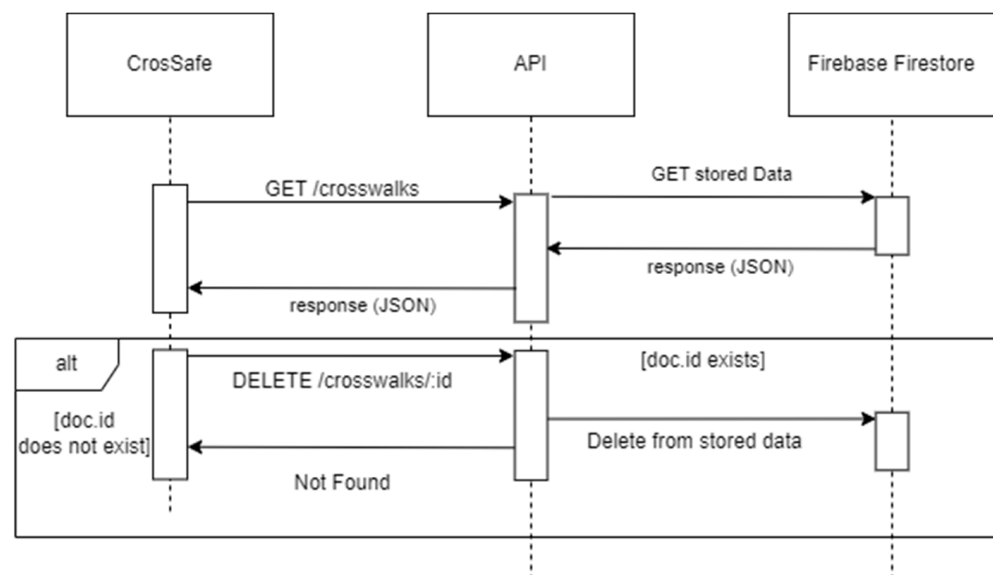 CrosSafe
API
Firebase Firestore
GET /crosswalks
GET stored Data
response (JSON)
response (JSON)
alt
[doc.id exists]
DELETE /crosswalks/:id
[doc.id
does not exist]
Delete from stored data
Not Found